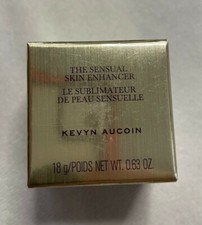 THE SENSUAL
SKIN ENHANCER
LE SUBLIMATEUR
DE PEAU SENSUELLE
KEVYN AUCOIN
18 g/POIDS NET WT. 0.63 OZ.